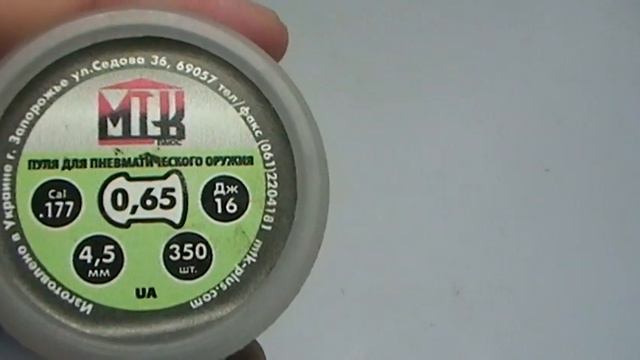 Изготовлено в Украине г. Запорожье ул.Седова 36, 69057 тел/факс (061)2204181 mtk-plus.com
МТК
ПУЛЯ ДЛЯ ПНЕВМАТИЧЕСКОГО ОРУЖИЯ
Cal .177
0,65
Дж 16
4,5 мм
350 шт.
UA